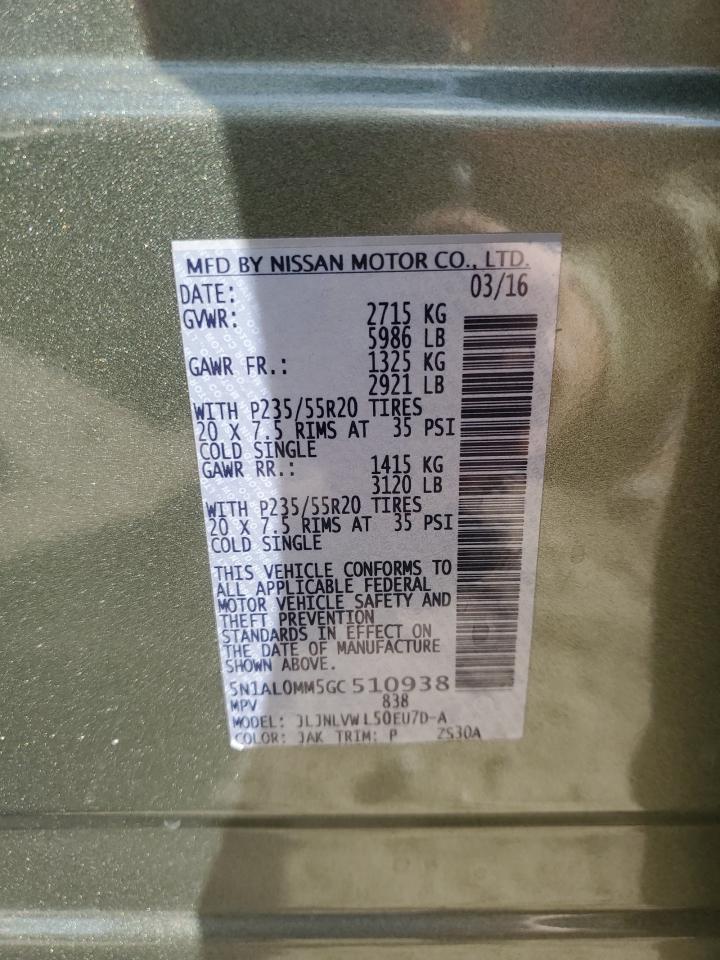 MFD BY NISSAN MOTOR CO., LTD.
DATE: 03/16
GVWR: 2715 KG
5986 LB
GAWR FR.: 1325 KG
2921 LB
WITH P235/55R20 TIRES
20 X 7.5 RIMS AT 35 PSI
COLD SINGLE
GAWR RR.: 1415 KG
3120 LB
WITH P235/55R20 TIRES
20 X 7.5 RIMS AT 35 PSI
COLD SINGLE
THIS VEHICLE CONFORMS TO
ALL APPLICABLE FEDERAL
MOTOR VEHICLE SAFETY AND
THEFT PREVENTION
STANDARDS IN EFFECT ON
THE DATE OF MANUFACTURE
SHOWN ABOVE.
5N1AL0MM5GC510938
MPV 838
MODEL: JLJNLVWL50EU7D-A
COLOR: JAK TRIM: P ZS30A